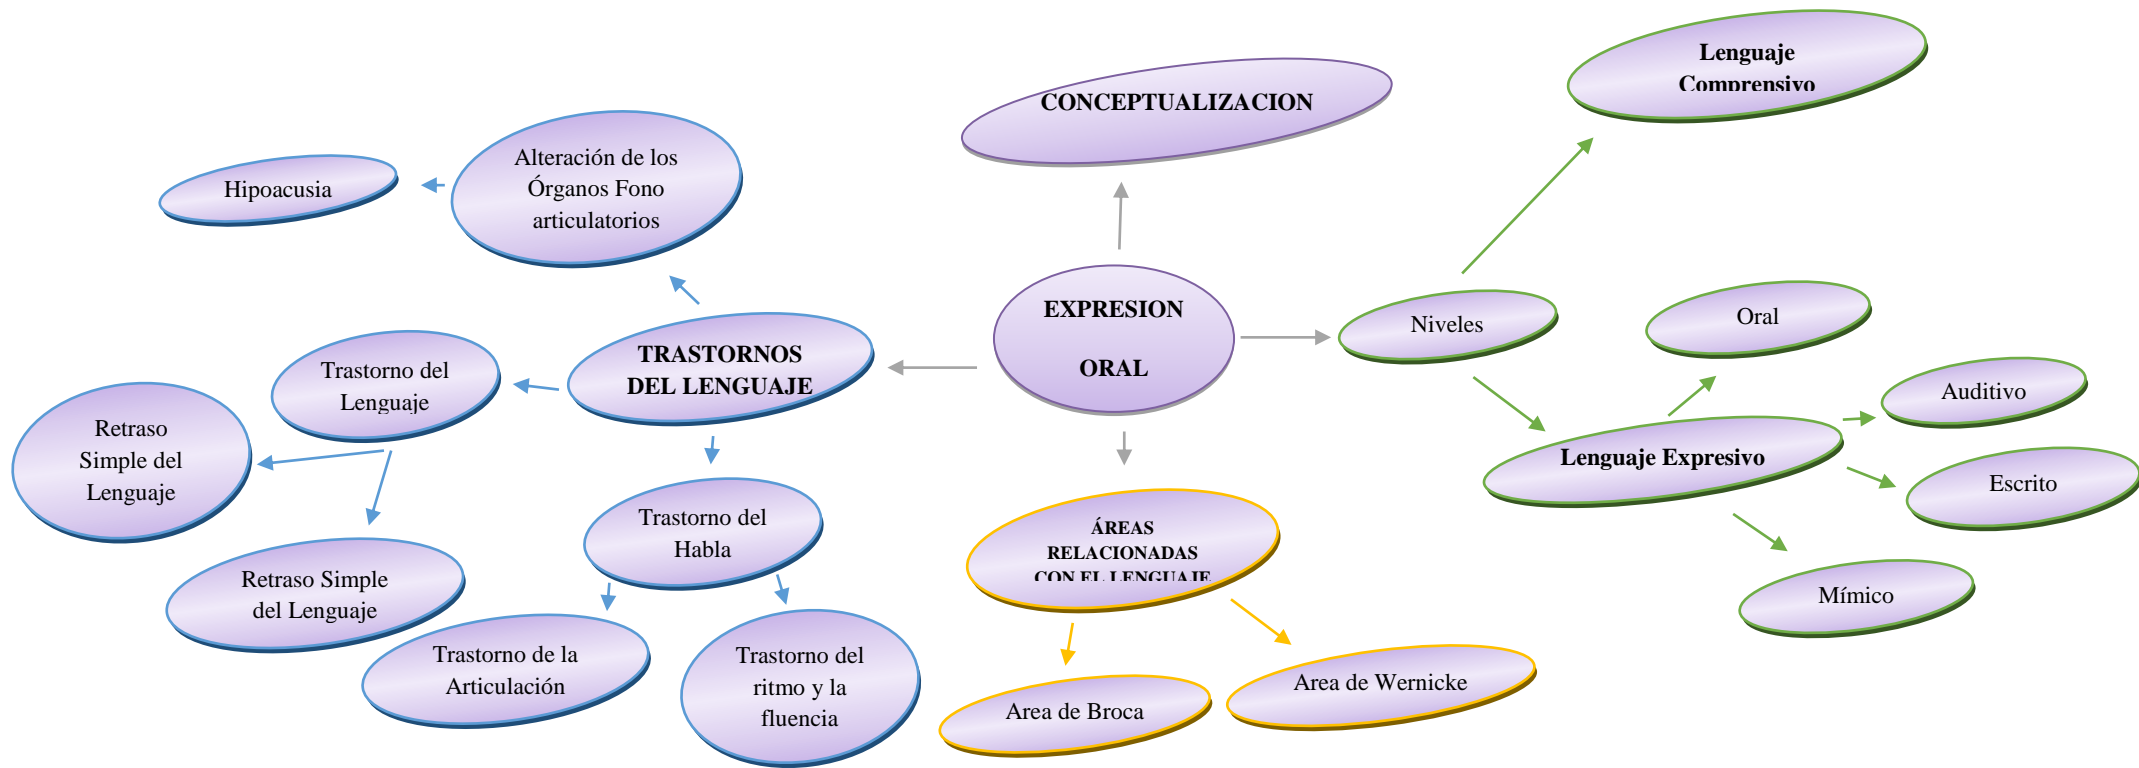 Lenguaje
Comprensivo
CONCEPTUALIZACION
Alteración de los
Órganos Fono
articulatorios
Hipoacusia
EXPRESION
ORAL
Niveles
Oral
TRASTORNOS
DEL LENGUAJE
Trastorno del
Lenguaje
Auditivo
Lenguaje Expresivo
Escrito
Retraso
Simple del
Lenguaje
Trastorno del
Habla
ÁREAS
RELACIONADAS
CON EL LENGUAJE
Retraso Simple
del Lenguaje
Mímico
Trastorno de la
Articulación
Trastorno del
ritmo y la
fluencia
Area de Wernicke
Area de Broca